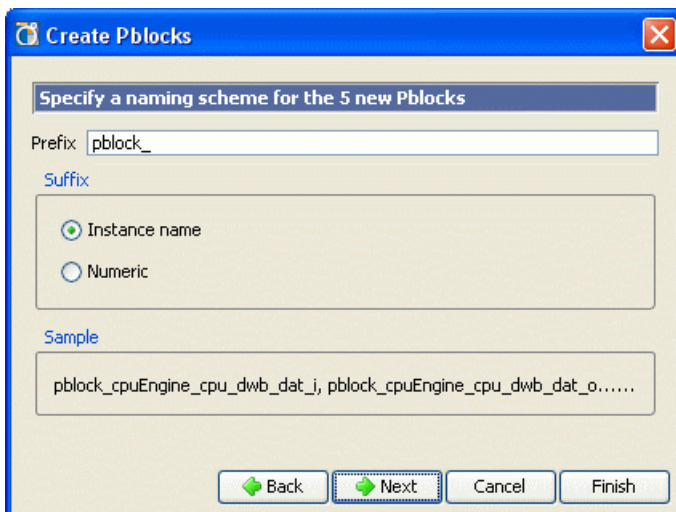 Create Pblocks
Specify a naming scheme for the 5 new Pblocks
Prefix pblock_
Suffix
Instance name
Numeric
Sample
pblock_cpuEngine_cpu_dwb_dat_i, pblock_cpuEngine_cpu_dwb_dat_o......
Back Next Cancel Finish